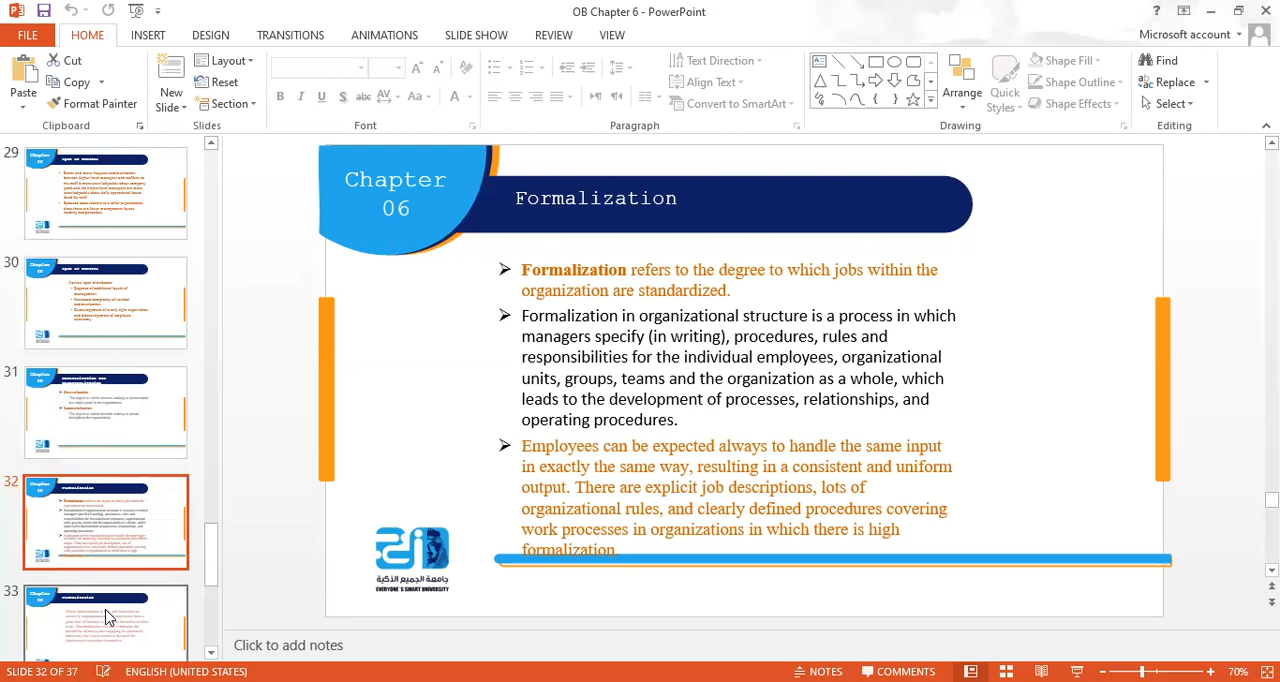 OB Chapter 6 - PowerPoint
FILE HOME INSERT DESIGN TRANSITIONS ANIMATIONS SLIDE SHOW REVIEW VIEW Microsoft account
Paste
Cut
Copy
Format Painter
Clipboard
New Slide
Layout
Reset
Section
Slides
Font
Text Direction
Align Text
Convert to SmartArt
Paragraph
Arrange
Quick Styles
Shape Fill
Shape Outline
Shape Effects
Drawing
Find
Replace
Select
Editing
29
30
31
32
33
Chapter
06
Formalization
Formalization refers to the degree to which jobs within the
organization are standardized.
Formalization in organizational structure is a process in which
managers specify (in writing), procedures, rules and
responsibilities for the individual employees, organizational
units, groups, teams and the organization as a whole, which
leads to the development of processes, relationships, and
operating procedures.
Employees can be expected always to handle the same input
in exactly the same way, resulting in a consistent and uniform
output. There are explicit job descriptions, lots of
organizational rules, and clearly defined procedures covering
work processes in organizations in which there is high
formalization.
جامعة الجميع الذكية
EVERYONE'S SMART UNIVERSITY
Click to add notes
SLIDE 32 OF 37 ENGLISH (UNITED STATES) NOTES COMMENTS 70%